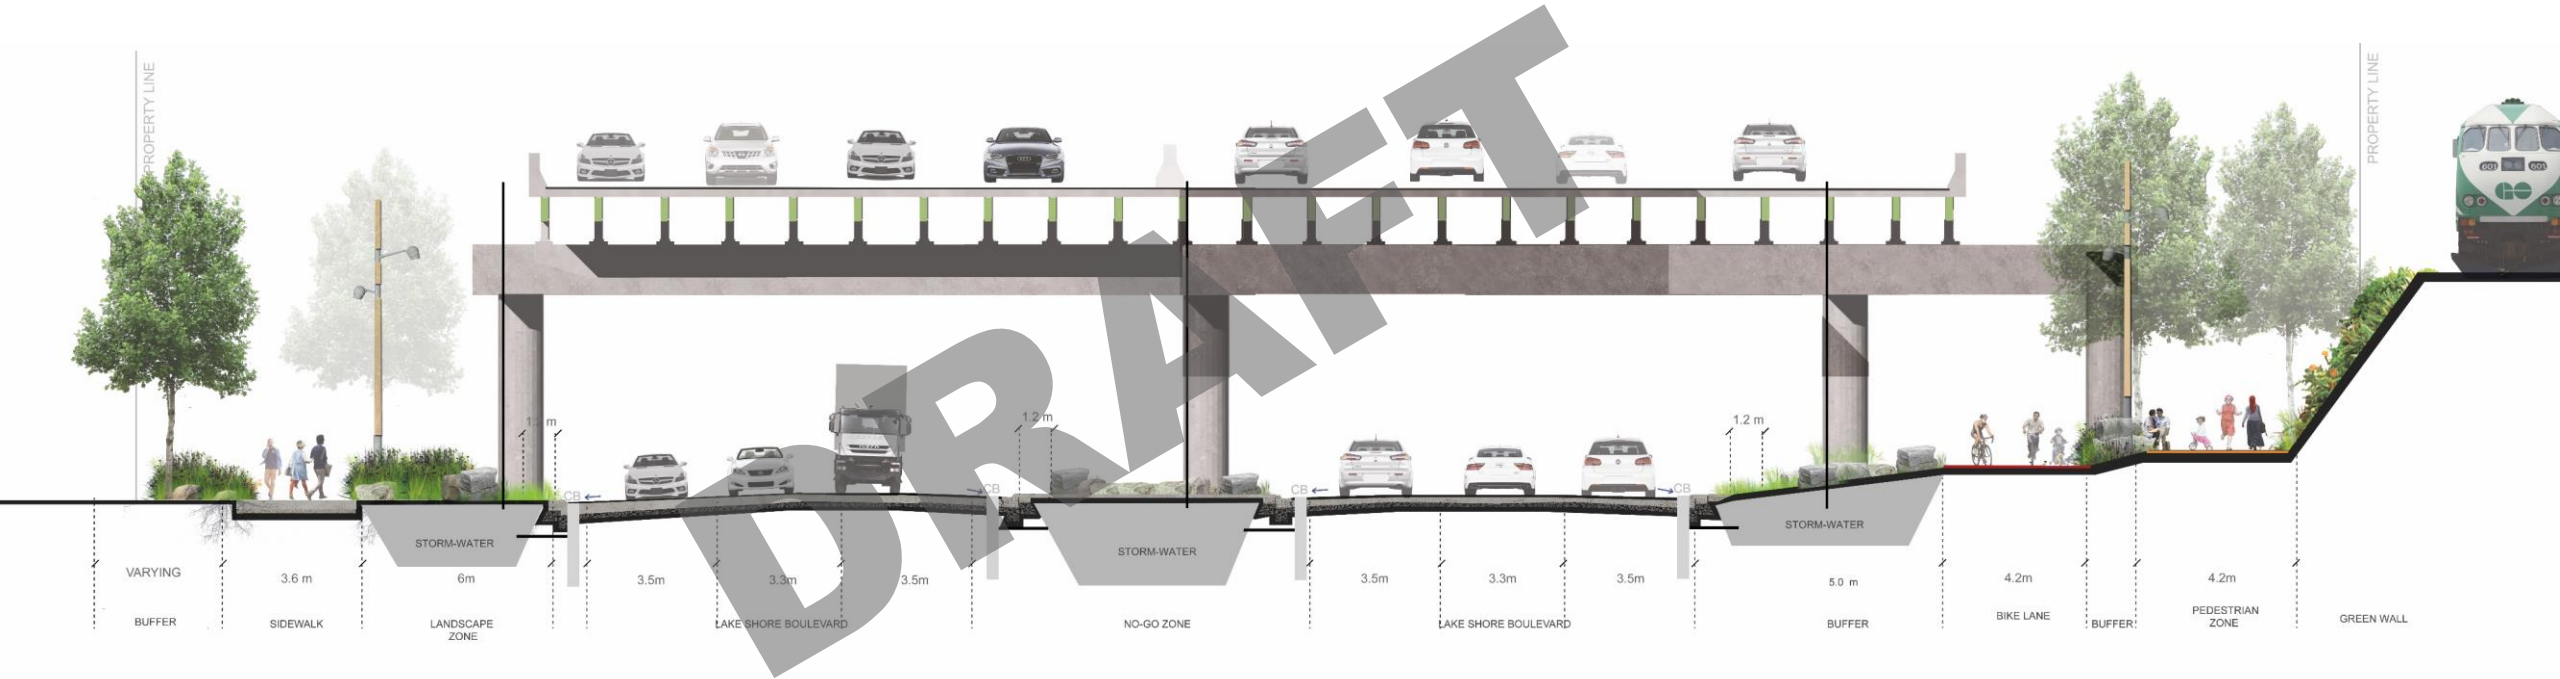 PROPERTY LINE
PROPERTY LINE
DRAFT
601
601
GO
1.2 m
1.2 m
CB
CB
CB
CB
STORM-WATER
STORM-WATER
STORM-WATER
VARYING
3.6 m
6m
3.5m
3.3m
3.5m
3.5m
3.3m
3.5m
5.0 m
4.2m
4.2m
BUFFER
SIDEWALK
LANDSCAPE
ZONE
LAKE SHORE BOULEVARD
NO-GO ZONE
LAKE SHORE BOULEVARD
BUFFER
BIKE LANE
BUFFER
PEDESTRIAN
ZONE
GREEN WALL